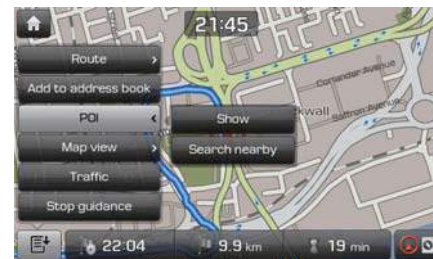 21:45
Route
Add to address book
POI
Show
Map view
Search nearby
Traffic
Stop guidance
22:04
9.9 km
19 min
Coriander Avenue
kwall
Saffron Avenue